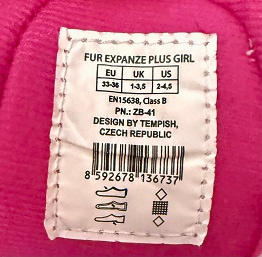 FUR EXPANZE PLUS GIRL
EU UK US
33-36 1-3,5 2-4,5
EN15638, Class B
PN.: ZB-41
DESIGN BY TEMPISH,
CZECH REPUBLIC
8 592678 136737